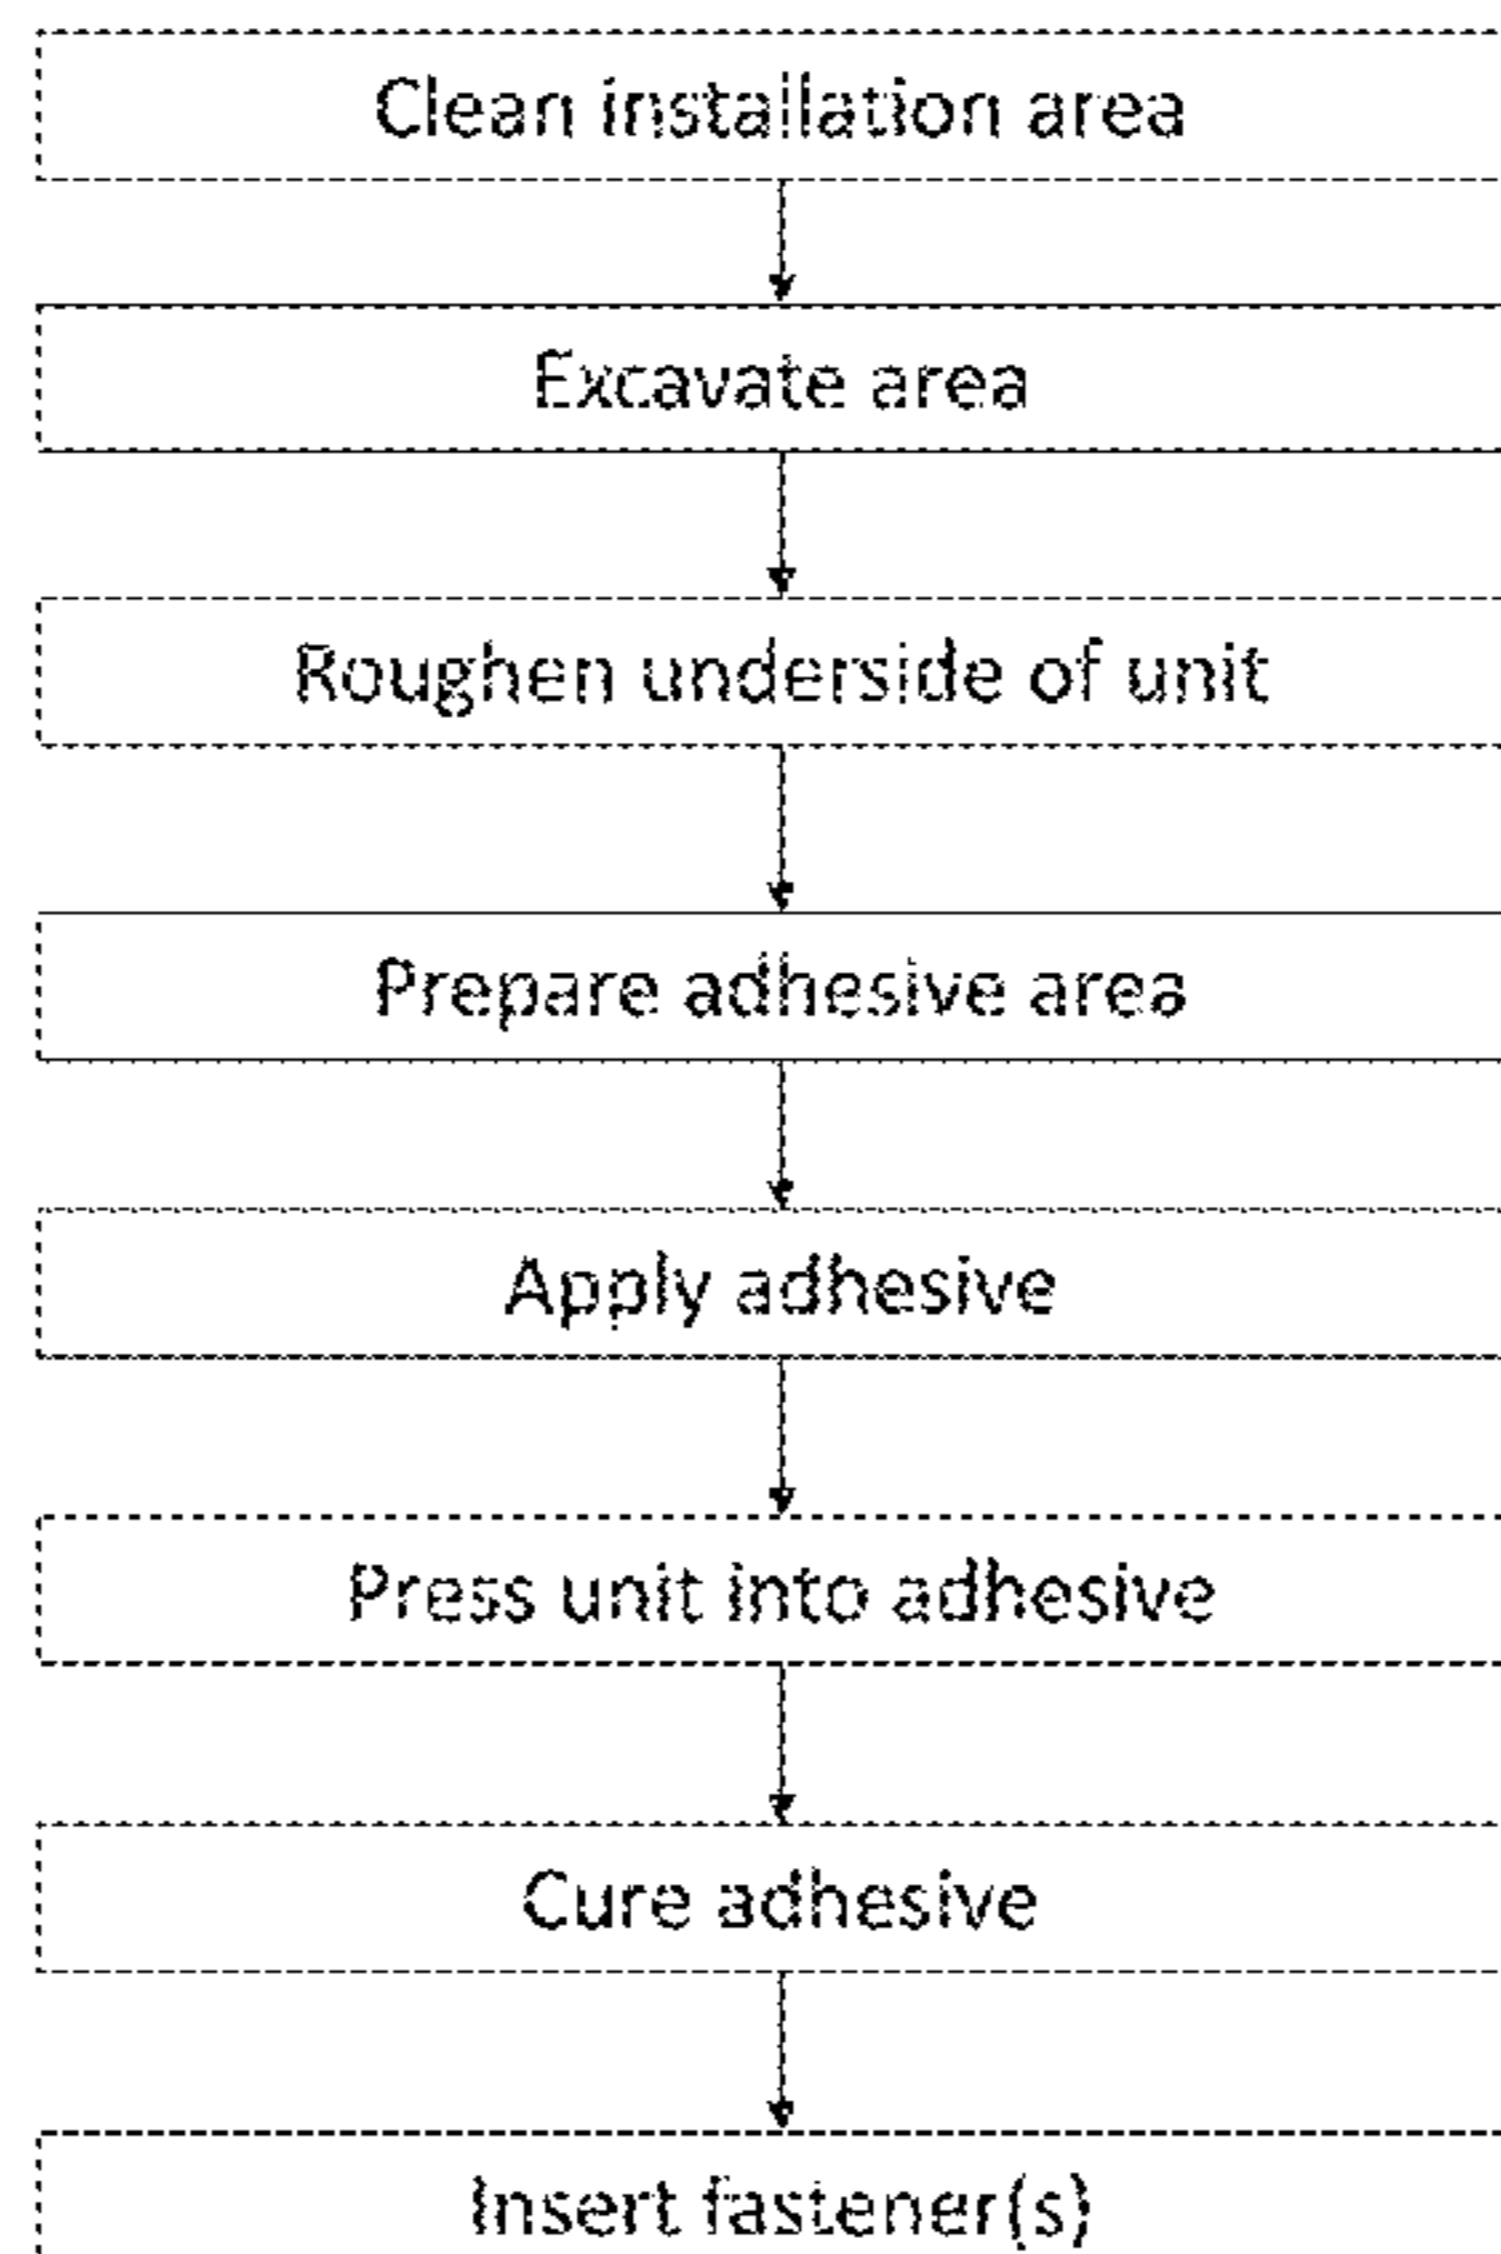 Clean installation area
Excavate area
Roughen underside of unit
Prepare adhesive area
Apply adhesive
Press unit into adhesive
Cure adhesive
Insert fastener(s)